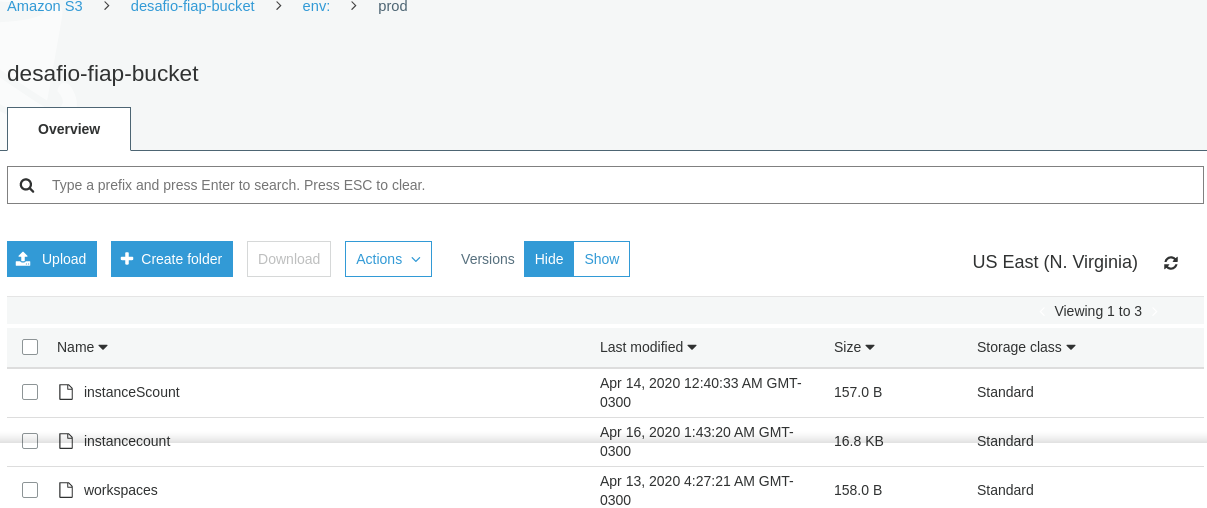 Amazon S3 > desafio-fiap-bucket > env: > prod
desafio-fiap-bucket
Overview
Type a prefix and press Enter to search. Press ESC to clear.
Upload Create folder Download Actions Versions Hide Show US East (N. Virginia)
Viewing 1 to 3
Name Last modified Size Storage class
instanceScount Apr 14, 2020 12:40:33 AM GMT-0300 157.0 B Standard
instancecount Apr 16, 2020 1:43:20 AM GMT-0300 16.8 KB Standard
workspaces Apr 13, 2020 4:27:21 AM GMT-0300 158.0 B Standard